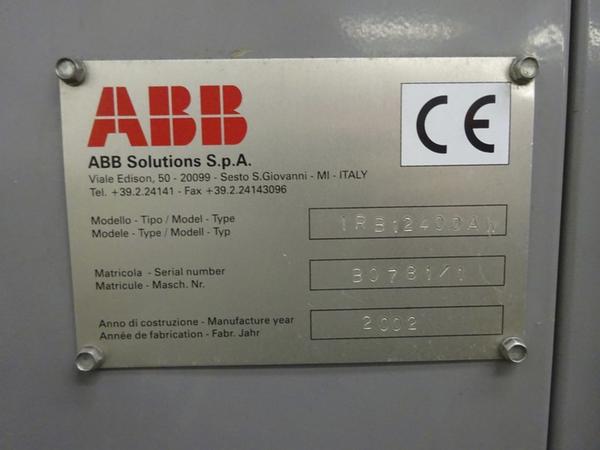 ABB
CE
ABB Solutions S.p.A.
Viale Edison, 50 - 20099 - Sesto S.Giovanni - MI - ITALY
Tel. +39.2.24141 - Fax +39.2.24143096
Modello - Tipo / Model - Type
Modele - Type / Modell - Typ
Matricola - Serial number
Matricule - Masch. Nr.
B0781/1
Anno di costruzione - Manufacture year
Année de fabrication - Fabr. Jahr
2002